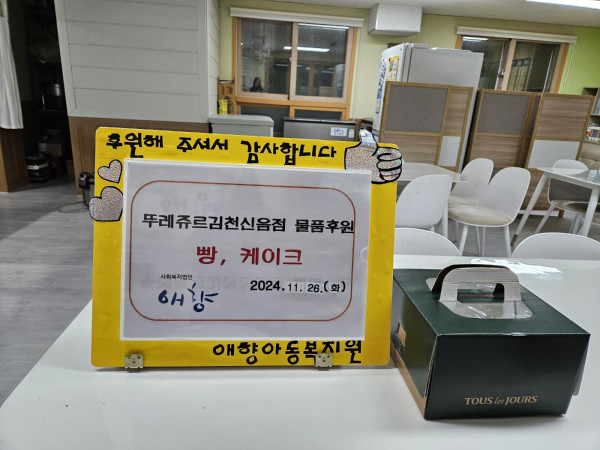 후원해 주셔서 감사합니다
뚜레쥬르김천신음점 물품후원
빵, 케이크
사회복지법인
애향
2024. 11. 26.(화)
애향아동복지원
TOUS les JOURS